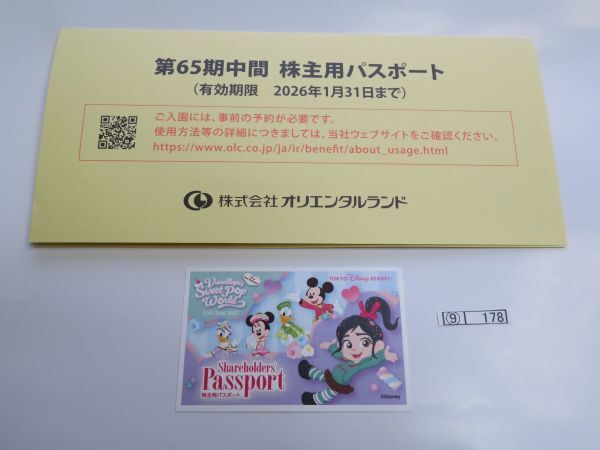 第65期中間 株主用パスポート
(有効期限 2026年1月31日まで)
ご入園には、事前の予約が必要です。
使用方法等の詳細につきましては、当社ウェブサイトをご確認ください。
https://www.olc.co.jp/ja/ir/benefit/about_usage.html
株式会社オリエンタルランド
TOKYO Disney RESORT
Vanellope's
Sweet Pop
World
Shareholders'
Passport
株主用パスポート
©Disney
(9) 178